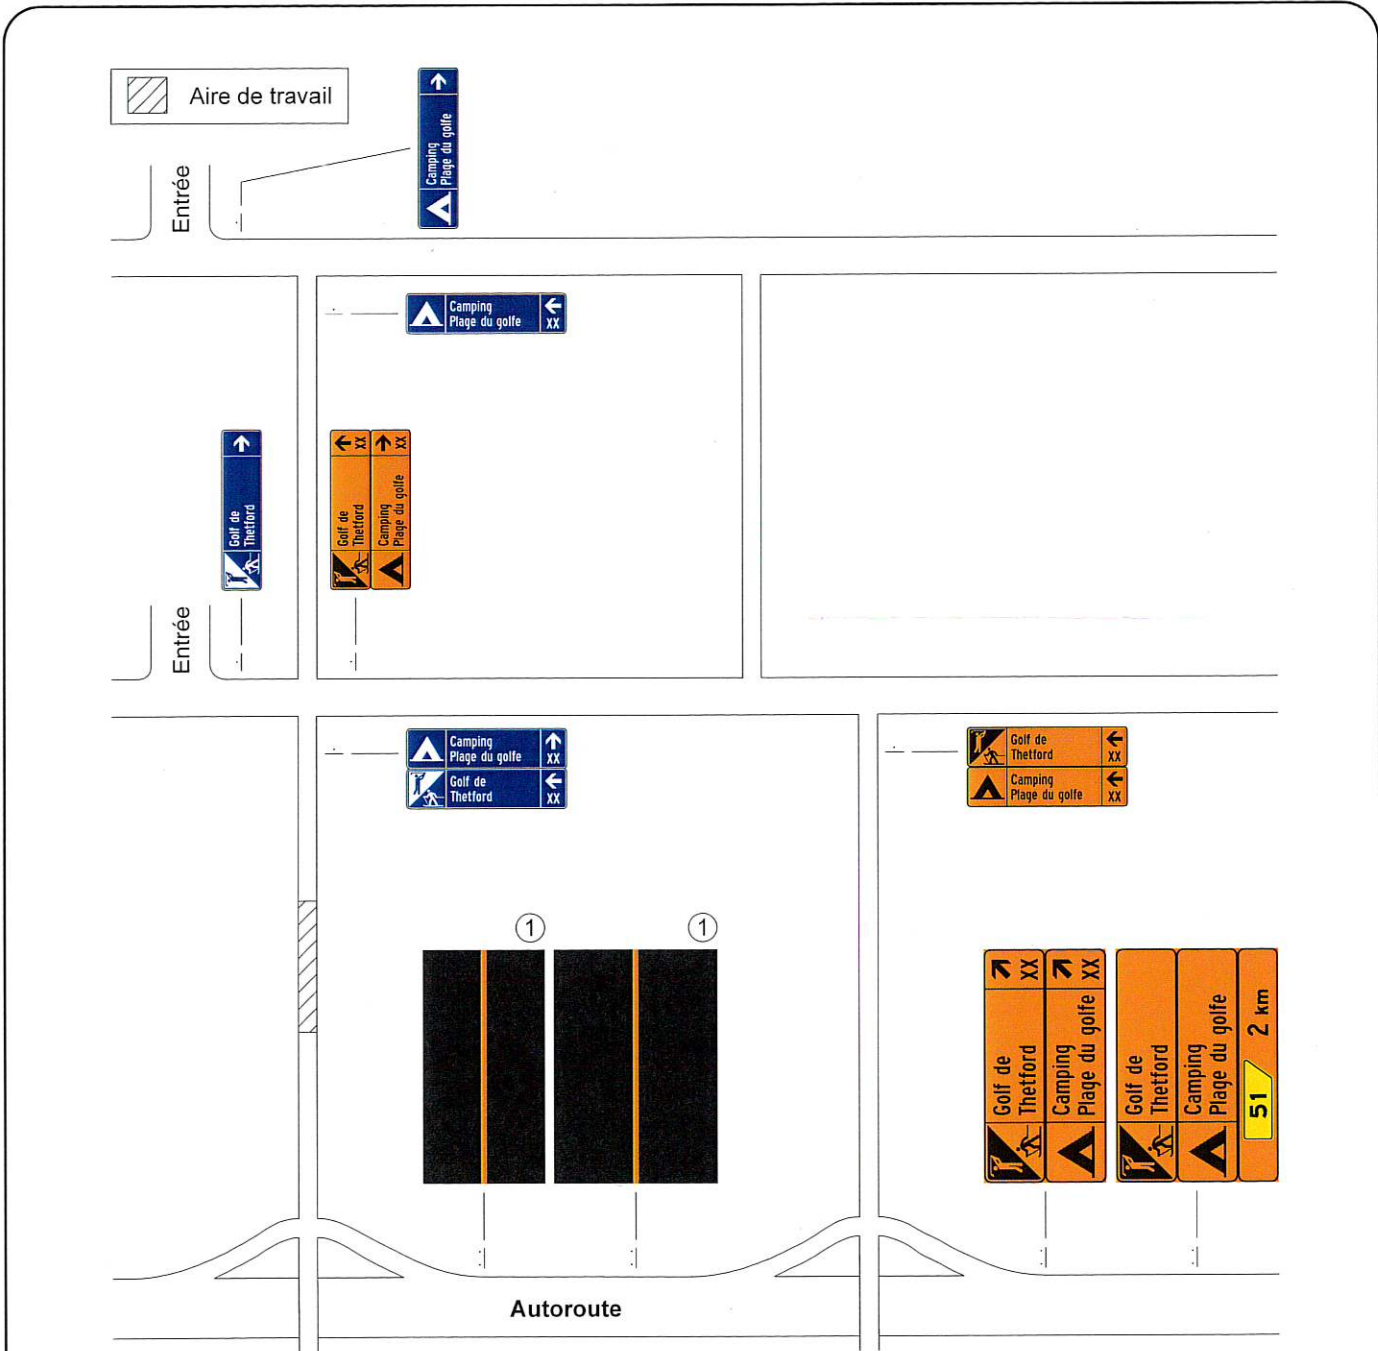 Aire de travail
Camping
Plage du golfe
Entrée
Camping
Plage du golfe
XX
Golf de
Thetford
Golf de
Thetford
XX
Camping
Plage du golfe
XX
Entrée
Camping
Plage du golfe
XX
Golf de
Thetford
XX
Golf de
Thetford
XX
Camping
Plage du golfe
XX
1
1
Golf de
Thetford
XX
Camping
Plage du golfe
XX
Golf de
Thetford
Camping
Plage du golfe
51 2 km
Autoroute